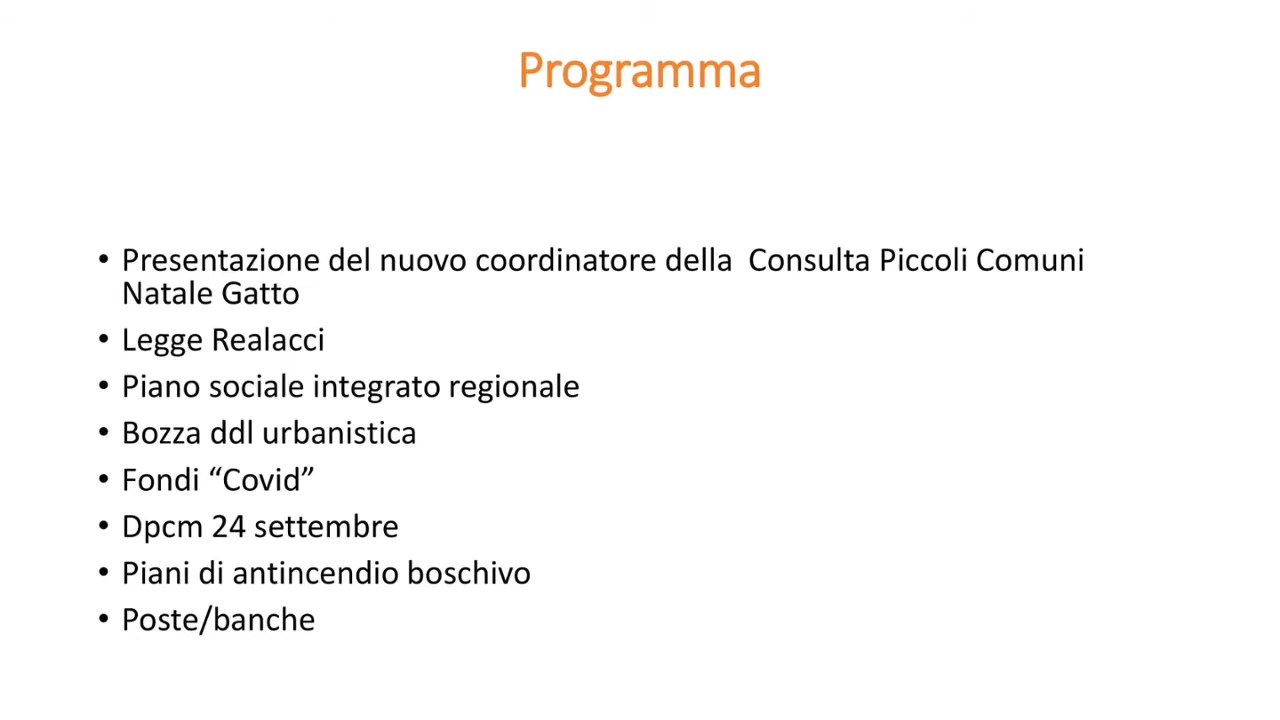 Programma
• Presentazione del nuovo coordinatore della  Consulta Piccoli Comuni
Natale Gatto
• Legge Realacci
• Piano sociale integrato regionale
• Bozza ddl urbanistica
• Fondi “Covid”
• Dpcm 24 settembre
• Piani di antincendio boschivo
• Poste/banche